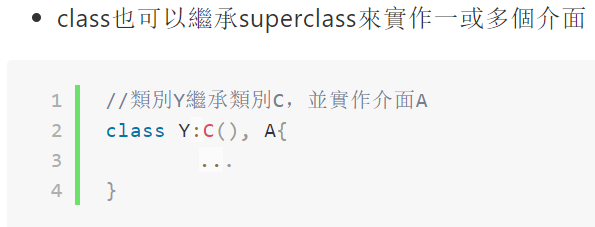 • class也可以繼承superclass來實作一或多個介面
1 //類別Y繼承類別C，並實作介面A
2 class Y:C(), A{
3 ...
4 }